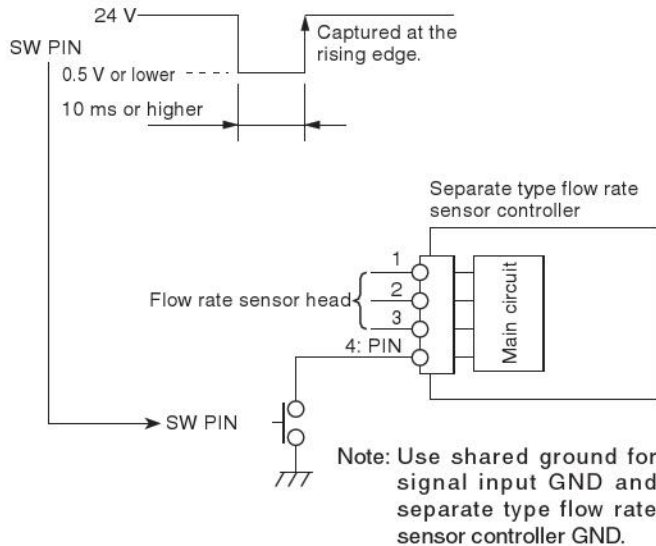 24 V
Captured at the
rising edge.
SW PIN
0.5 V or lower
10 ms or higher
Separate type flow rate
sensor controller
1
2
3
Flow rate sensor head
4: PIN
Main circuit
SW PIN
Note: Use shared ground for
signal input GND and
separate type flow rate
sensor controller GND.